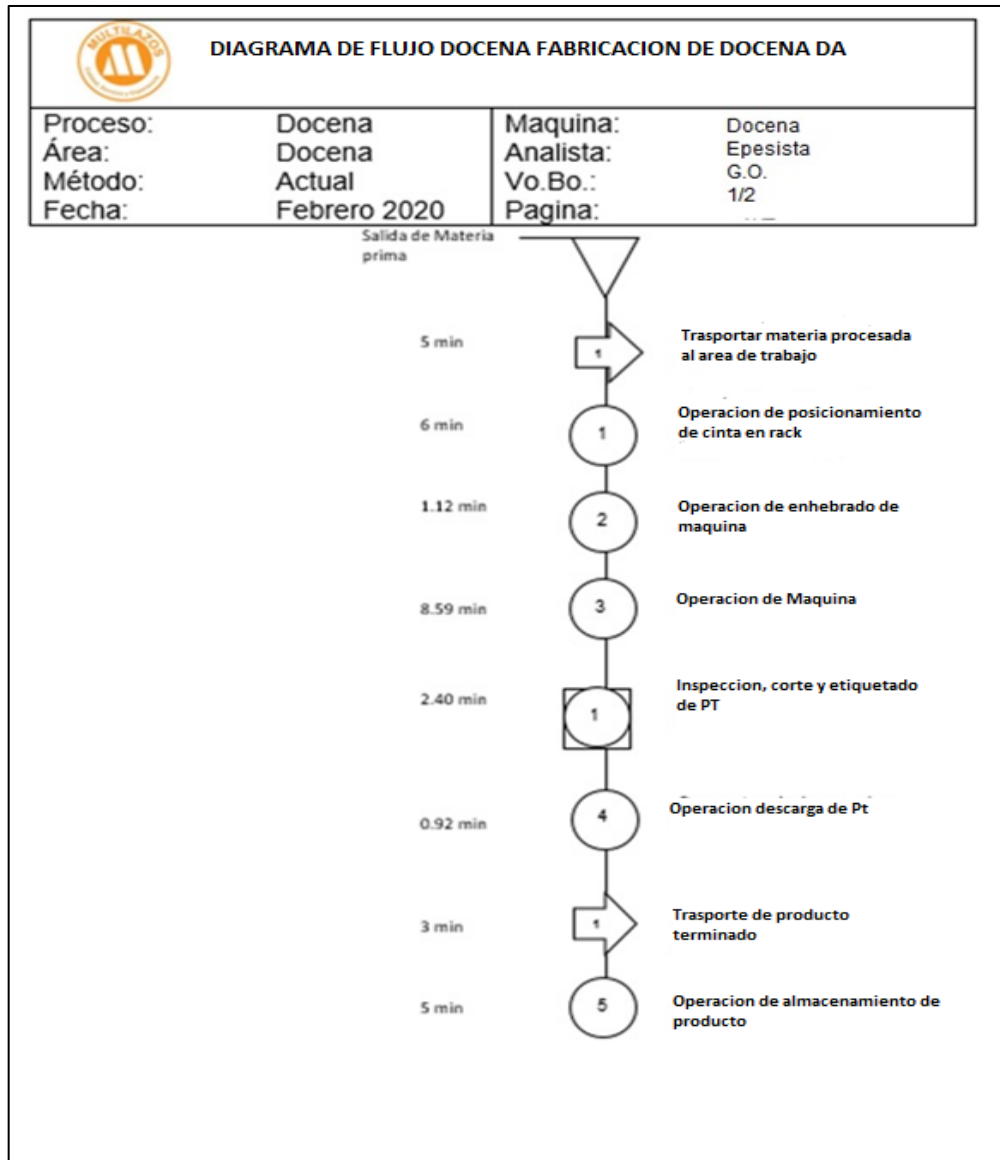 MULTILAZOS
DIAGRAMA DE FLUJO DOCENA FABRICACION DE DOCENA DA
Proceso: Docena Maquina: Docena
Área: Docena Analista: Epesista
Método: Actual Vo.Bo.: G.O.
Fecha: Febrero 2020 Pagina: 1/2
Salida de Materia
prima
5 min 1 Trasportar materia procesada
al area de trabajo
6 min 1 Operacion de posicionamiento
de cinta en rack
1.12 min 2 Operacion de enhebrado de
maquina
8.59 min 3 Operacion de Maquina
2.40 min 1 Inspeccion, corte y etiquetado
de PT
0.92 min 4 Operacion descarga de Pt
3 min 1 Trasporte de producto
terminado
5 min 5 Operacion de almacenamiento de
producto